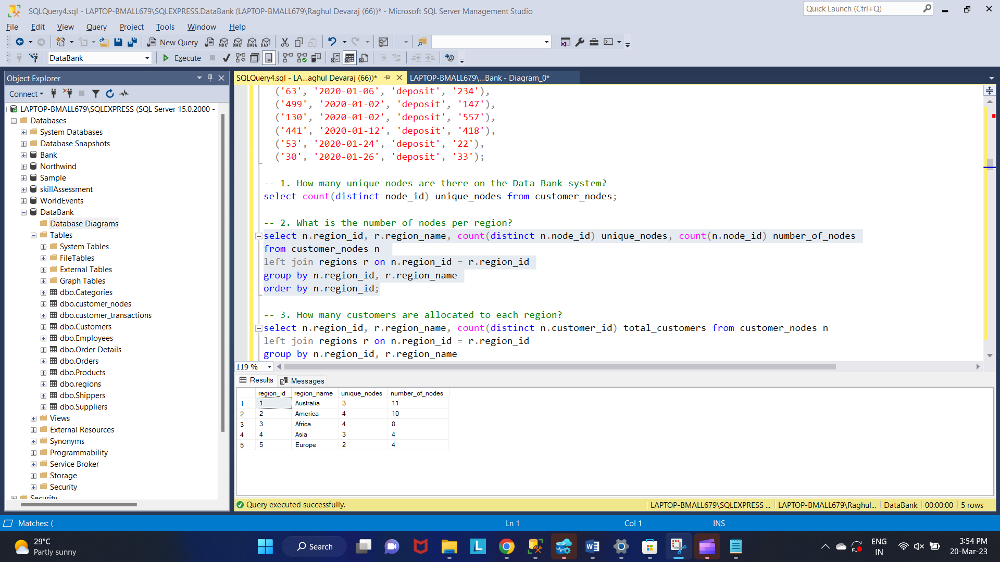 SQLQuery4.sql - LAPTOP-BMALL679\SQLEXPRESS.DataBank (LAPTOP-BMALL679\Raghul Devaraj (66))* - Microsoft SQL Server Management Studio
Quick Launch (Ctrl+Q)
File Edit View Query Project Tools Window Help
New Query MDX DMX XMLA DAX
DataBank Execute
Object Explorer
Connect
LAPTOP-BMALL679\SQLEXPRESS (SQL Server 15.0.2000 -
Databases
System Databases
Database Snapshots
Bank
Northwind
Sample
skillAssessment
WorldEvents
DataBank
Database Diagrams
Tables
System Tables
FileTables
External Tables
Graph Tables
dbo.Categories
dbo.customer_nodes
dbo.customer_transactions
dbo.Customers
dbo.Employees
dbo.Order Details
dbo.Orders
dbo.Products
dbo.regions
dbo.Shippers
dbo.Suppliers
Views
External Resources
Synonyms
Programmability
Service Broker
Storage
Security
Security
SQLQuery4.sql - LA...aghul Devaraj (66))* LAPTOP-BMALL679\...Bank - Diagram_0*
('63', '2020-01-06', 'deposit', '234'),
('499', '2020-01-02', 'deposit', '147'),
('130', '2020-01-02', 'deposit', '557'),
('441', '2020-01-12', 'deposit', '418'),
('53', '2020-01-24', 'deposit', '22'),
('30', '2020-01-26', 'deposit', '33');
-- 1. How many unique nodes are there on the Data Bank system?
select count(distinct node_id) unique_nodes from customer_nodes;
-- 2. What is the number of nodes per region?
select n.region_id, r.region_name, count(distinct n.node_id) unique_nodes, count(n.node_id) number_of_nodes
from customer_nodes n
left join regions r on n.region_id = r.region_id
group by n.region_id, r.region_name
order by n.region_id;
-- 3. How many customers are allocated to each region?
select n.region_id, r.region_name, count(distinct n.customer_id) total_customers from customer_nodes n
left join regions r on n.region_id = r.region_id
group by n.region_id, r.region_name
119 %
Results Messages
region_id region_name unique_nodes number_of_nodes
1 1 Australia 3 11
2 2 America 4 10
3 3 Africa 4 8
4 4 Asia 3 4
5 5 Europe 2 4
Query executed successfully. LAPTOP-BMALL679\SQLEXPRESS ... LAPTOP-BMALL679\Raghul... DataBank 00:00:00 5 rows
Matches: ( Ln 1 Col 1 INS
29°C
Partly sunny
Search
ENG
IN
3:54 PM
20-Mar-23